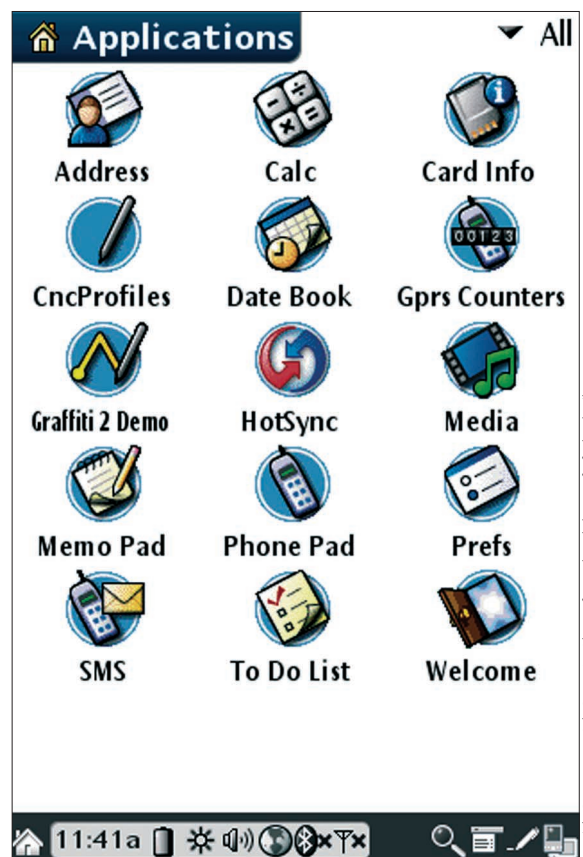 Applications
All
Address Calc Card Info
00123
CncProfiles Date Book Gprs Counters
Graffiti 2 Demo HotSync Media
Memo Pad Phone Pad Prefs
SMS To Do List Welcome
11:41a